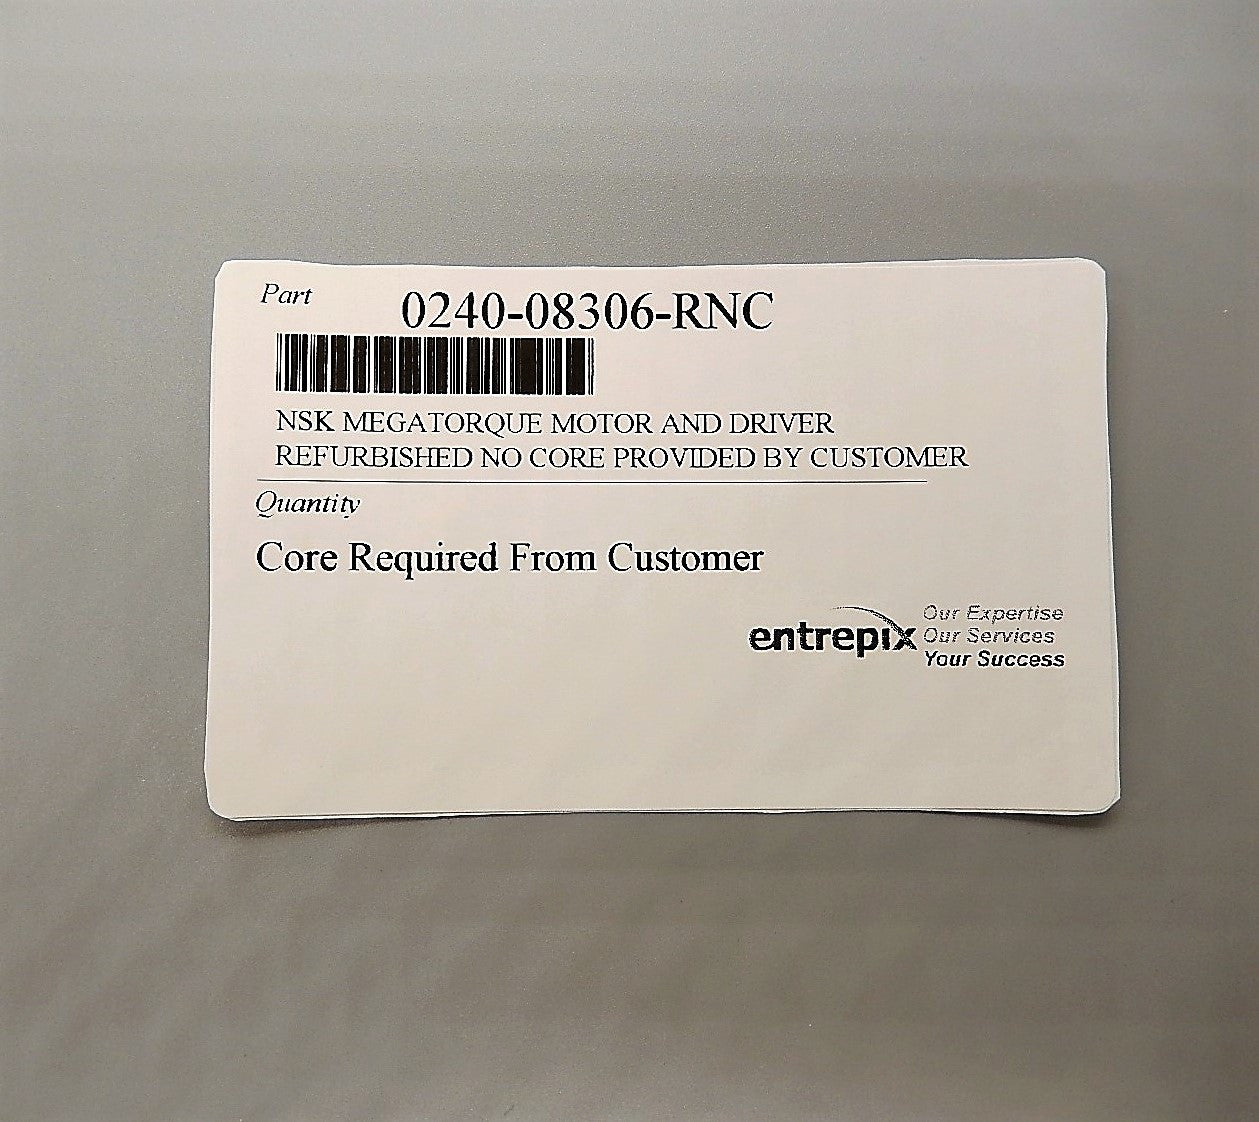 Part 0240-08306-RNC
NSK MEGATORQUE MOTOR AND DRIVER
REFURBISHED NO CORE PROVIDED BY CUSTOMER
Quantity
Core Required From Customer
entrepix
Our Expertise
Our Services
Your Success